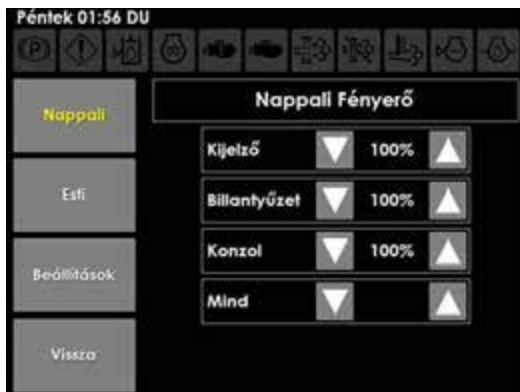 Péntek 01:56 DU
Nappali
Esti
Beállítások
Vissza
Nappali Fényerő
Kijelző 100%
Billantyűzet 100%
Konzol 100%
Mind